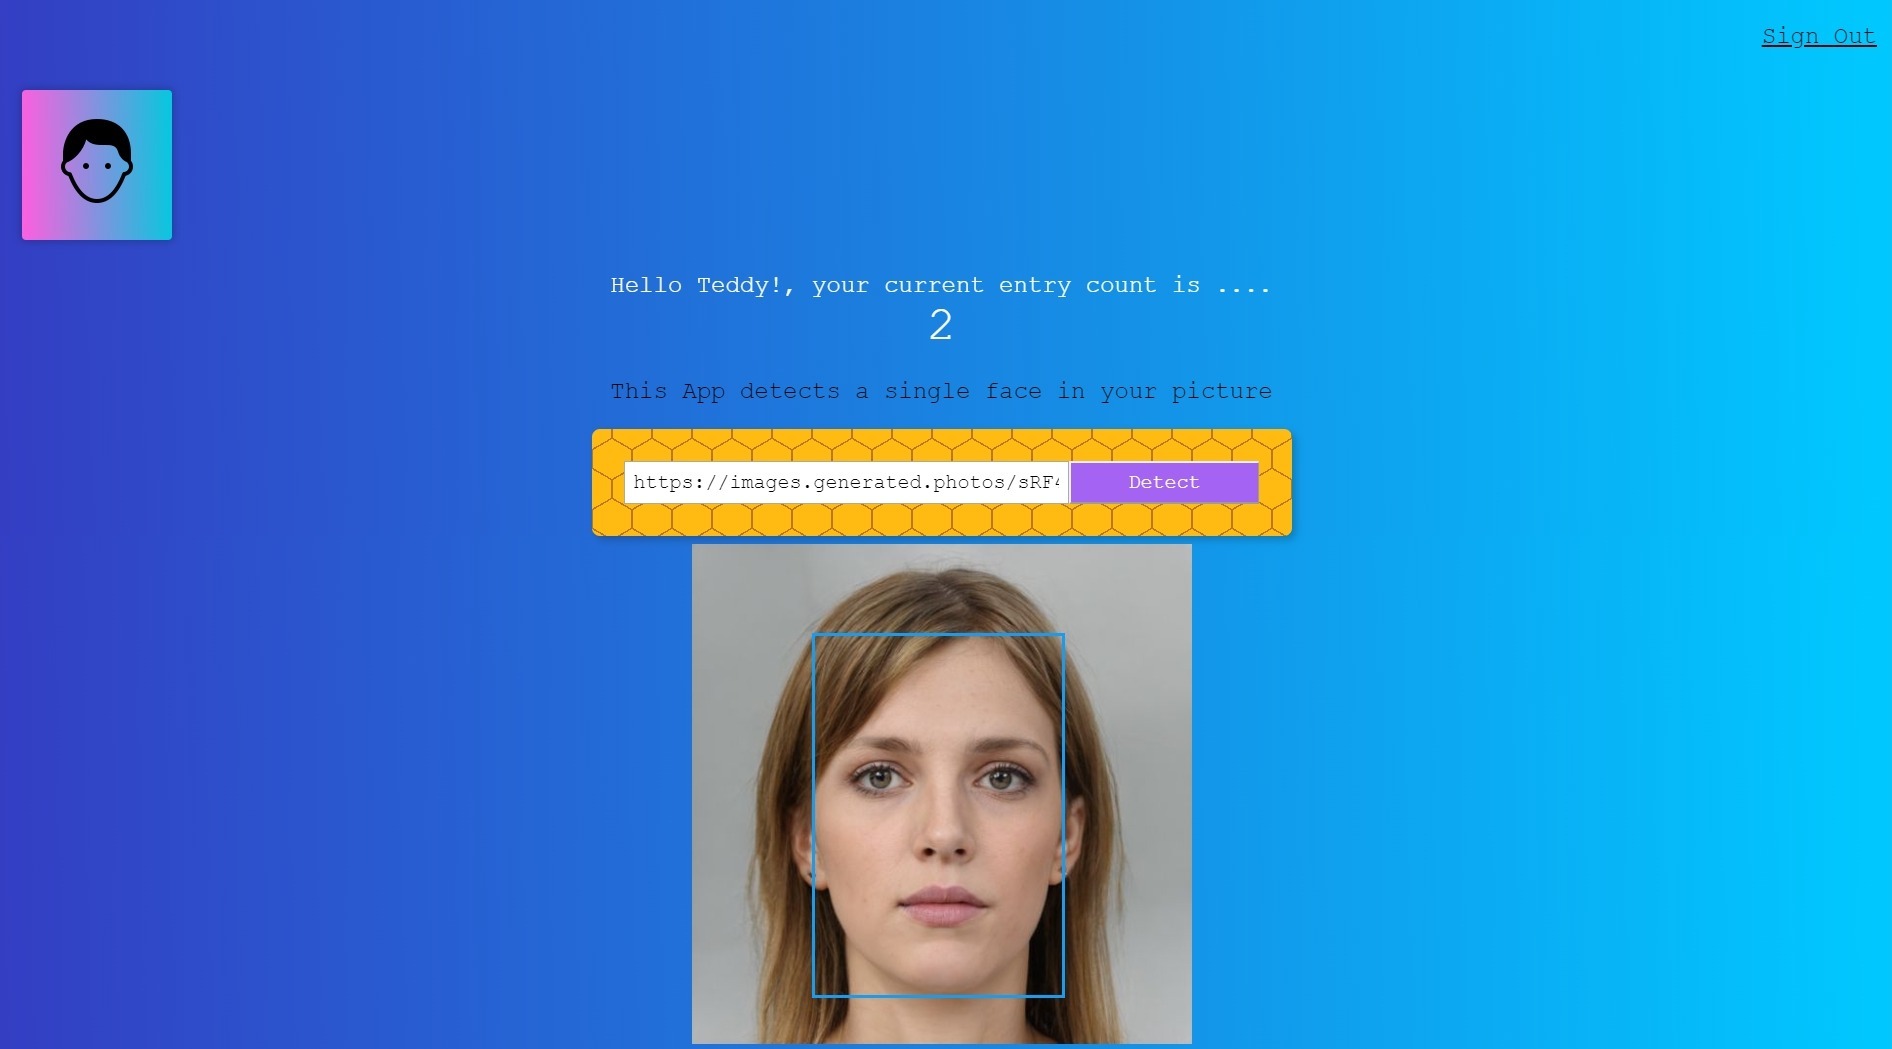 Sign Out
Hello Teddy!, your current entry count is ....
2
This App detects a single face in your picture
https://images.generated.photos/sRF4
Detect